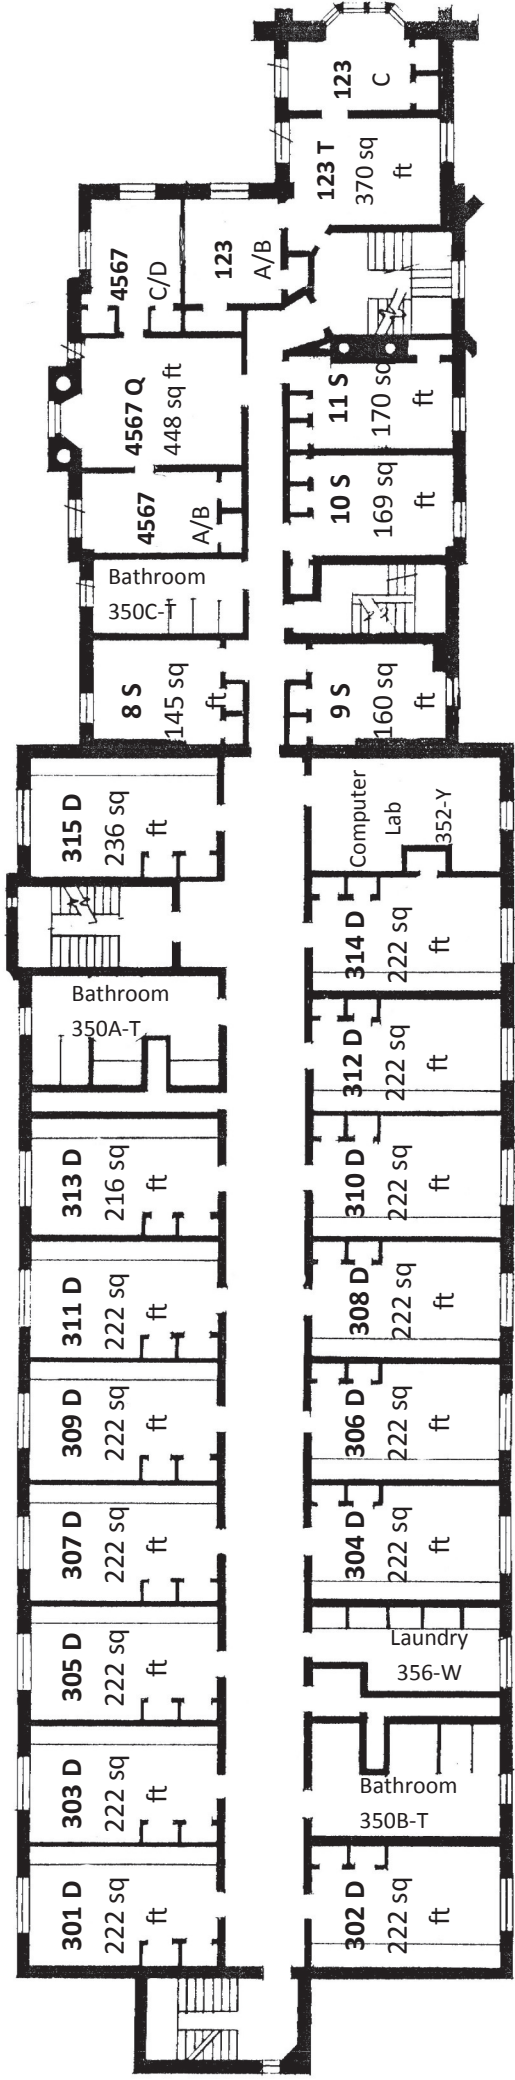 123
C
123 T
370 sq
ft
4567
C/D
123
A/B
4567 Q
448 sq ft
11 S
170 sq
ft
4567
A/B
10 S
169 sq
ft
Bathroom
350C-T
8 S
145 sq
ft
9 S
160 sq
ft
315 D
236 sq
ft
Computer
Lab
352-Y
314 D
222 sq
ft
Bathroom
350A-T
312 D
222 sq
ft
313 D
216 sq
ft
310 D
222 sq
ft
311 D
222 sq
ft
308 D
222 sq
ft
309 D
222 sq
ft
306 D
222 sq
ft
307 D
222 sq
ft
304 D
222 sq
ft
305 D
222 sq
ft
Laundry
356-W
303 D
222 sq
ft
Bathroom
350B-T
301 D
222 sq
ft
302 D
222 sq
ft